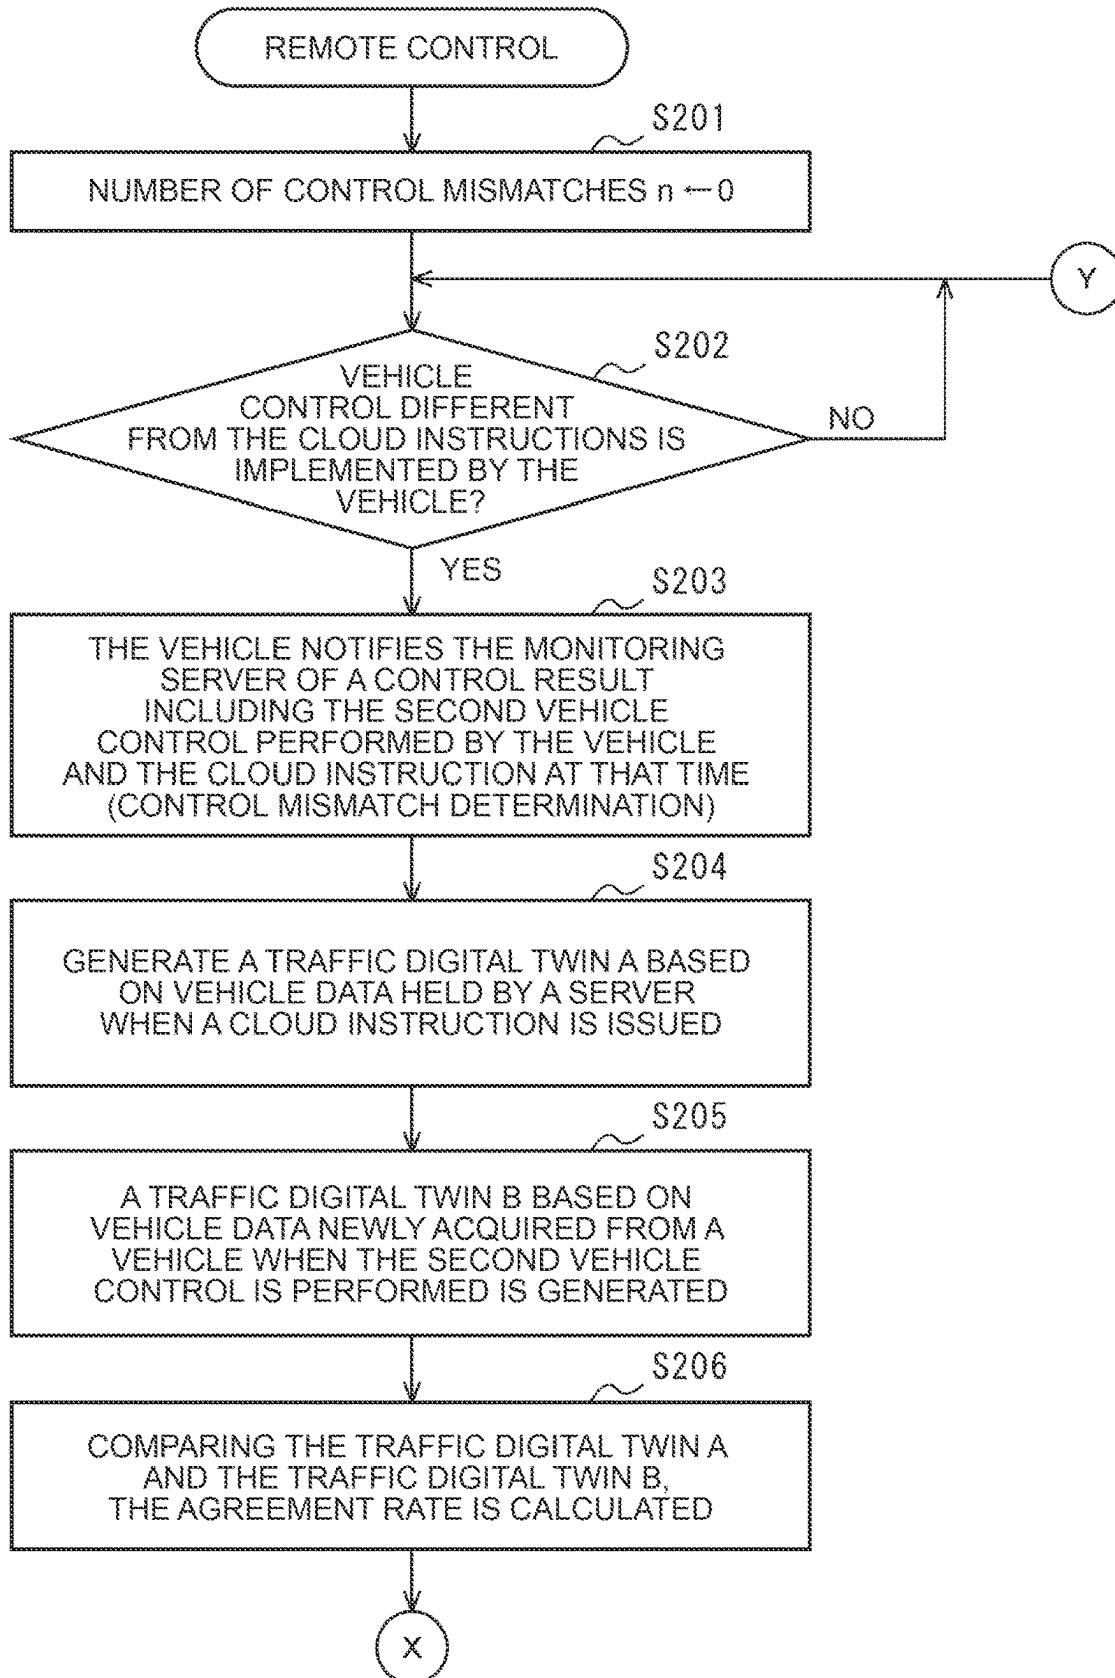 REMOTE CONTROL
S201
NUMBER OF CONTROL MISMATCHES n ←0
Y
S202
VEHICLE
CONTROL DIFFERENT
FROM THE CLOUD INSTRUCTIONS IS
IMPLEMENTED BY THE
VEHICLE?
NO
YES
S203
THE VEHICLE NOTIFIES THE MONITORING
SERVER OF A CONTROL RESULT
INCLUDING THE SECOND VEHICLE
CONTROL PERFORMED BY THE VEHICLE
AND THE CLOUD INSTRUCTION AT THAT TIME
(CONTROL MISMATCH DETERMINATION)
S204
GENERATE A TRAFFIC DIGITAL TWIN A BASED
ON VEHICLE DATA HELD BY A SERVER
WHEN A CLOUD INSTRUCTION IS ISSUED
S205
A TRAFFIC DIGITAL TWIN B BASED ON
VEHICLE DATA NEWLY ACQUIRED FROM A
VEHICLE WHEN THE SECOND VEHICLE
CONTROL IS PERFORMED IS GENERATED
S206
COMPARING THE TRAFFIC DIGITAL TWIN A
AND THE TRAFFIC DIGITAL TWIN B,
THE AGREEMENT RATE IS CALCULATED
X